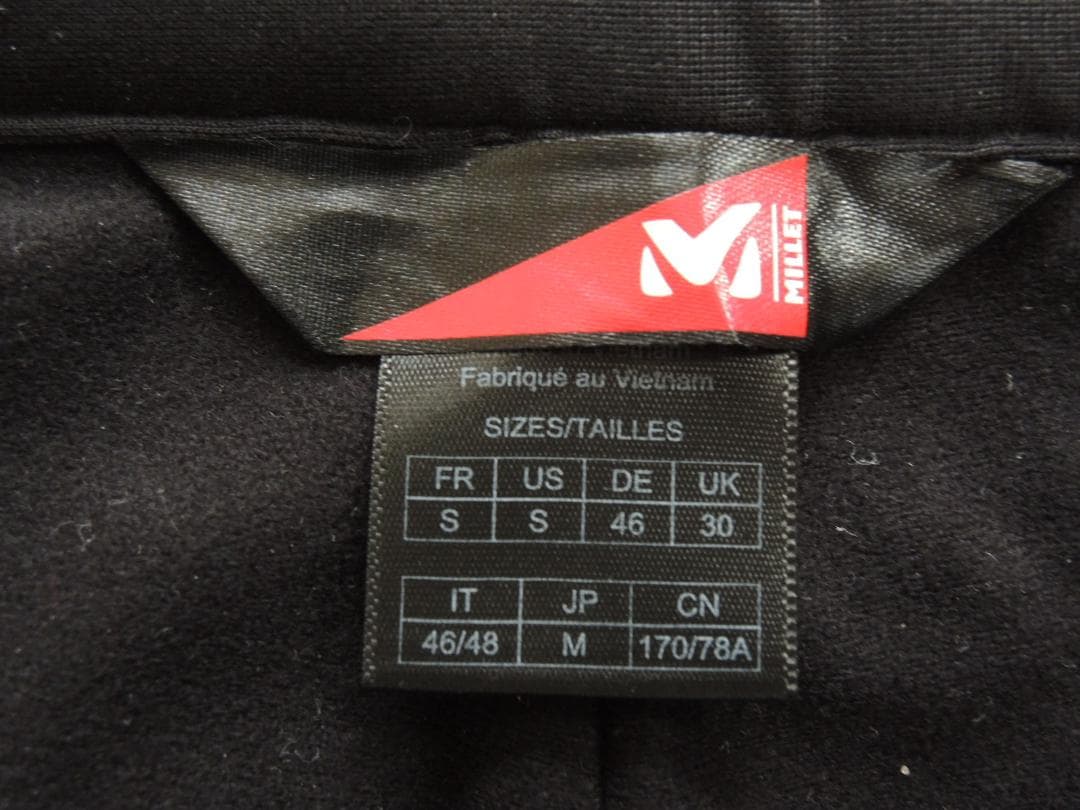 MILLET
Fabriqué au Vietnam
SIZES/TAILLES
FR US DE UK
S S 46 30
IT JP CN
46/48 M 170/78A